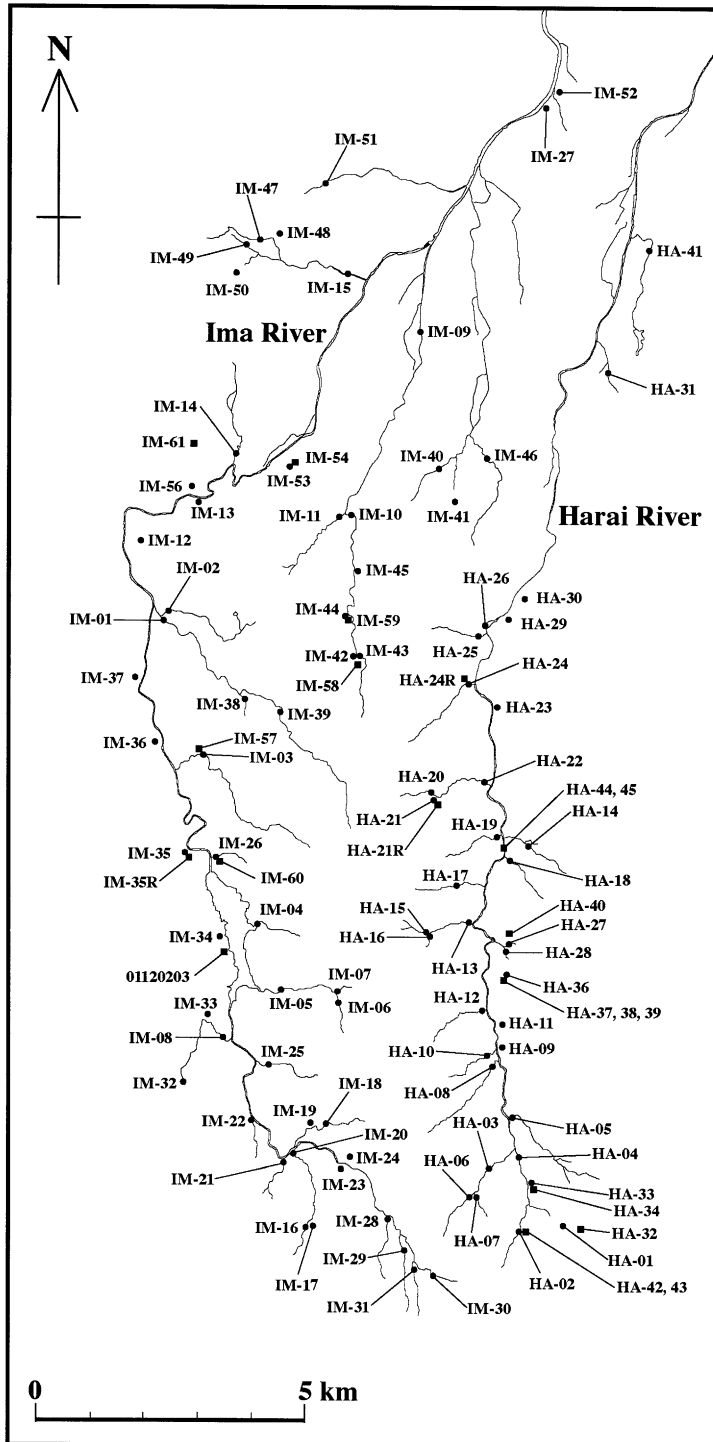 N
IM-52
IM-27
IM-51
IM-47
IM-48
IM-49
IM-50
IM-15
HA-41
Ima River
IM-09
HA-31
IM-14
IM-61
IM-54
IM-53
IM-40
IM-46
IM-56
IM-13
IM-41
IM-11
IM-10
Harai River
IM-12
IM-45
HA-26
IM-02
IM-44
IM-59
HA-30
IM-01
HA-29
HA-25
IM-42
IM-43
IM-37
IM-58
HA-24
HA-24R
IM-38
IM-39
HA-23
IM-36
IM-57
IM-03
HA-22
HA-20
HA-44, 45
HA-21
HA-14
HA-19
IM-35
IM-26
HA-21R
IM-35R
IM-60
HA-17
HA-18
IM-04
HA-15
HA-40
IM-34
HA-16
HA-27
01120203
HA-13
HA-28
IM-07
HA-36
IM-33
IM-05
IM-06
HA-12
HA-37, 38, 39
IM-08
HA-11
IM-25
HA-10
HA-09
IM-32
IM-18
HA-08
IM-22
IM-19
HA-03
HA-05
IM-20
IM-24
HA-04
IM-21
IM-23
HA-06
HA-33
HA-34
IM-16
IM-28
HA-07
HA-32
HA-01
IM-29
HA-02
IM-17
HA-42, 43
IM-31
IM-30
0 5 km